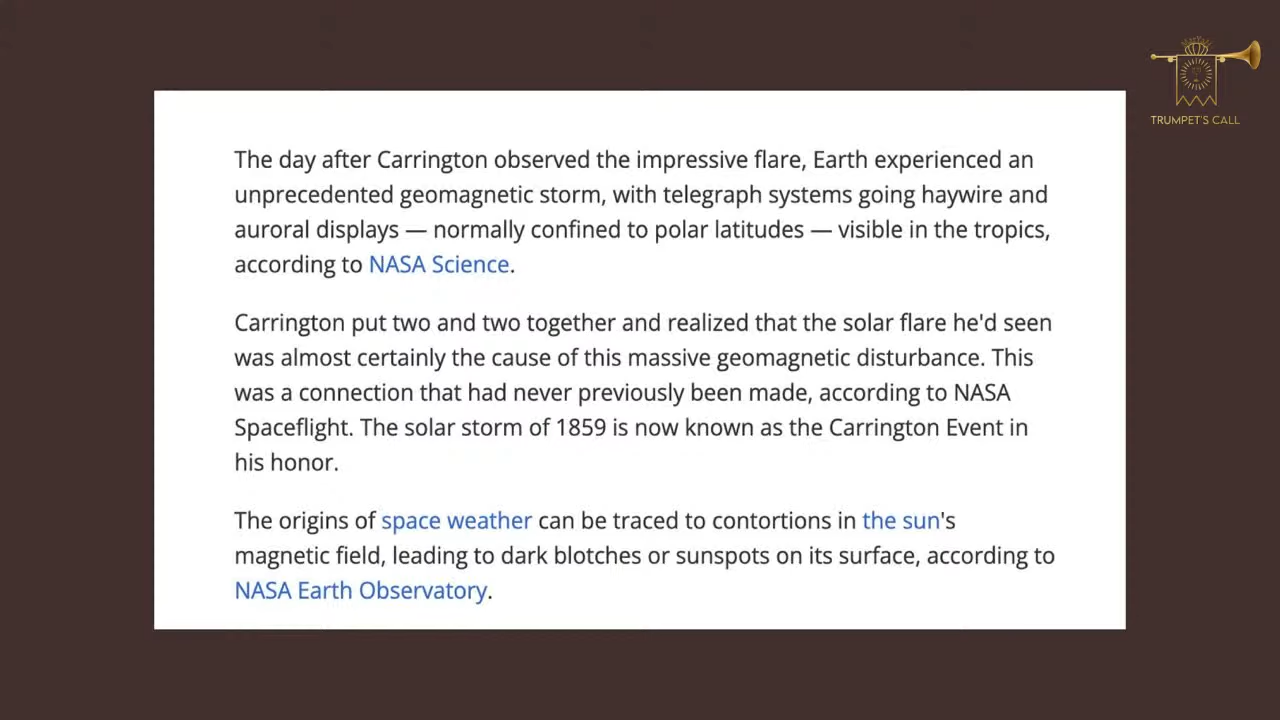 TRUMPET'S CALL
The day after Carrington observed the impressive flare, Earth experienced an
unprecedented geomagnetic storm, with telegraph systems going haywire and
auroral displays — normally confined to polar latitudes — visible in the tropics,
according to NASA Science.
Carrington put two and two together and realized that the solar flare he'd seen
was almost certainly the cause of this massive geomagnetic disturbance. This
was a connection that had never previously been made, according to NASA
Spaceflight. The solar storm of 1859 is now known as the Carrington Event in
his honor.
The origins of space weather can be traced to contortions in the sun's
magnetic field, leading to dark blotches or sunspots on its surface, according to
NASA Earth Observatory.